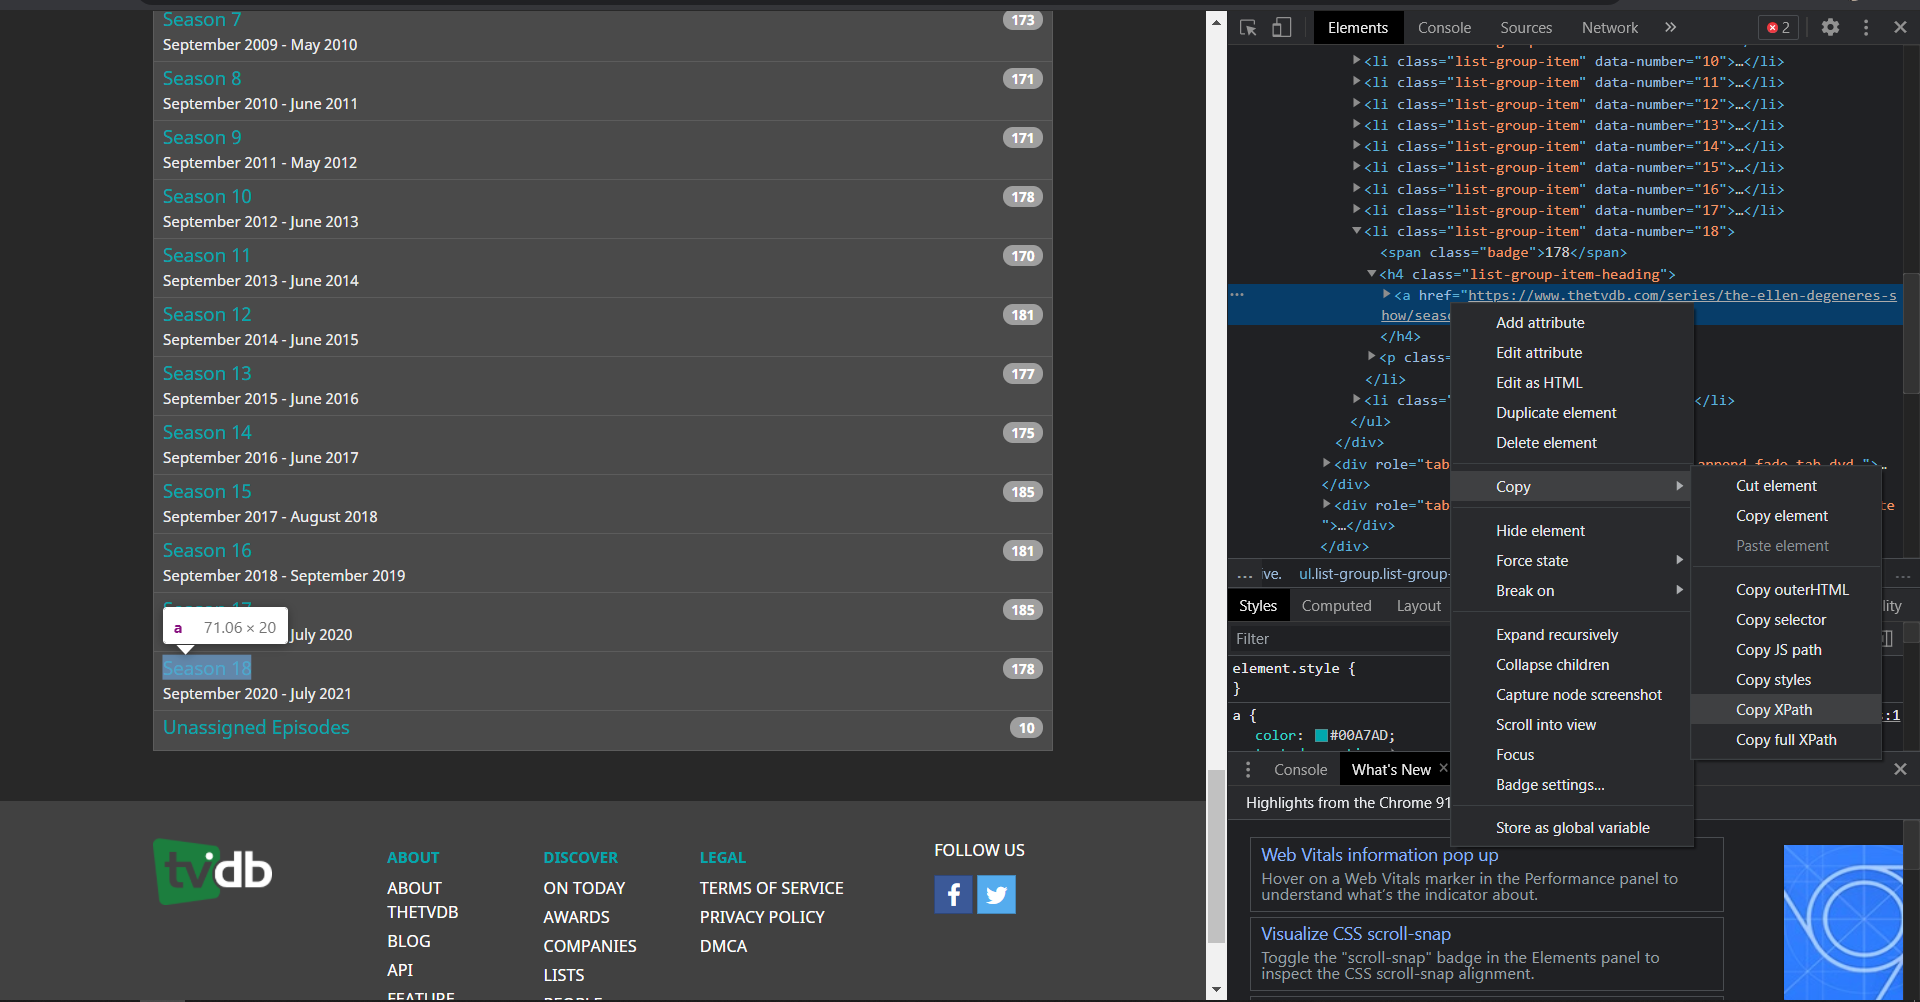 Season 7
173
September 2009 - May 2010
Season 8
171
September 2010 - June 2011
Season 9
171
September 2011 - May 2012
Season 10
178
September 2012 - June 2013
Season 11
170
September 2013 - June 2014
Season 12
181
September 2014 - June 2015
Season 13
177
September 2015 - June 2016
Season 14
175
September 2016 - June 2017
Season 15
185
September 2017 - August 2018
Season 16
181
September 2018 - September 2019
185
July 2020
a 71.06 × 20
Season 18
178
September 2020 - July 2021
Unassigned Episodes
10
tvdb
ABOUT
ABOUT
THETVDB
BLOG
API
FEATURE
DISCOVER
ON TODAY
AWARDS
COMPANIES
LISTS
PEOPLE
LEGAL
TERMS OF SERVICE
PRIVACY POLICY
DMCA
FOLLOW US
Elements Console Sources Network » 2
<li class="list-group-item" data-number="10">…</li>
<li class="list-group-item" data-number="11">…</li>
<li class="list-group-item" data-number="12">…</li>
<li class="list-group-item" data-number="13">…</li>
<li class="list-group-item" data-number="14">…</li>
<li class="list-group-item" data-number="15">…</li>
<li class="list-group-item" data-number="16">…</li>
<li class="list-group-item" data-number="17">…</li>
<li class="list-group-item" data-number="18">
<span class="badge">178</span>
<h4 class="list-group-item-heading">
<a href="https://www.thetvdb.com/series/the-ellen-degeneres-s
how/seas
</h4>
<p class=
</li>
<li class= </li>
</ul>
</div>
<div role="tab append fade tab-dvd ">…
</div>
<div role="tab te
">…</div>
</div>
... ive. ul.list-group.list-group- ...
Styles Computed Layout ility
Filter
element.style {
}
a { :1
color: #00A7AD;
Console What's New ×
Highlights from the Chrome 91
Web Vitals information pop up
Hover on a Web Vitals marker in the Performance panel to
understand what's the indicator about.
Visualize CSS scroll-snap
Toggle the "scroll-snap" badge in the Elements panel to
inspect the CSS scroll-snap alignment.
Add attribute
Edit attribute
Edit as HTML
Duplicate element
Delete element
Copy
Hide element
Force state
Break on
Expand recursively
Collapse children
Capture node screenshot
Scroll into view
Focus
Badge settings...
Store as global variable
Cut element
Copy element
Paste element
Copy outerHTML
Copy selector
Copy JS path
Copy styles
Copy XPath
Copy full XPath